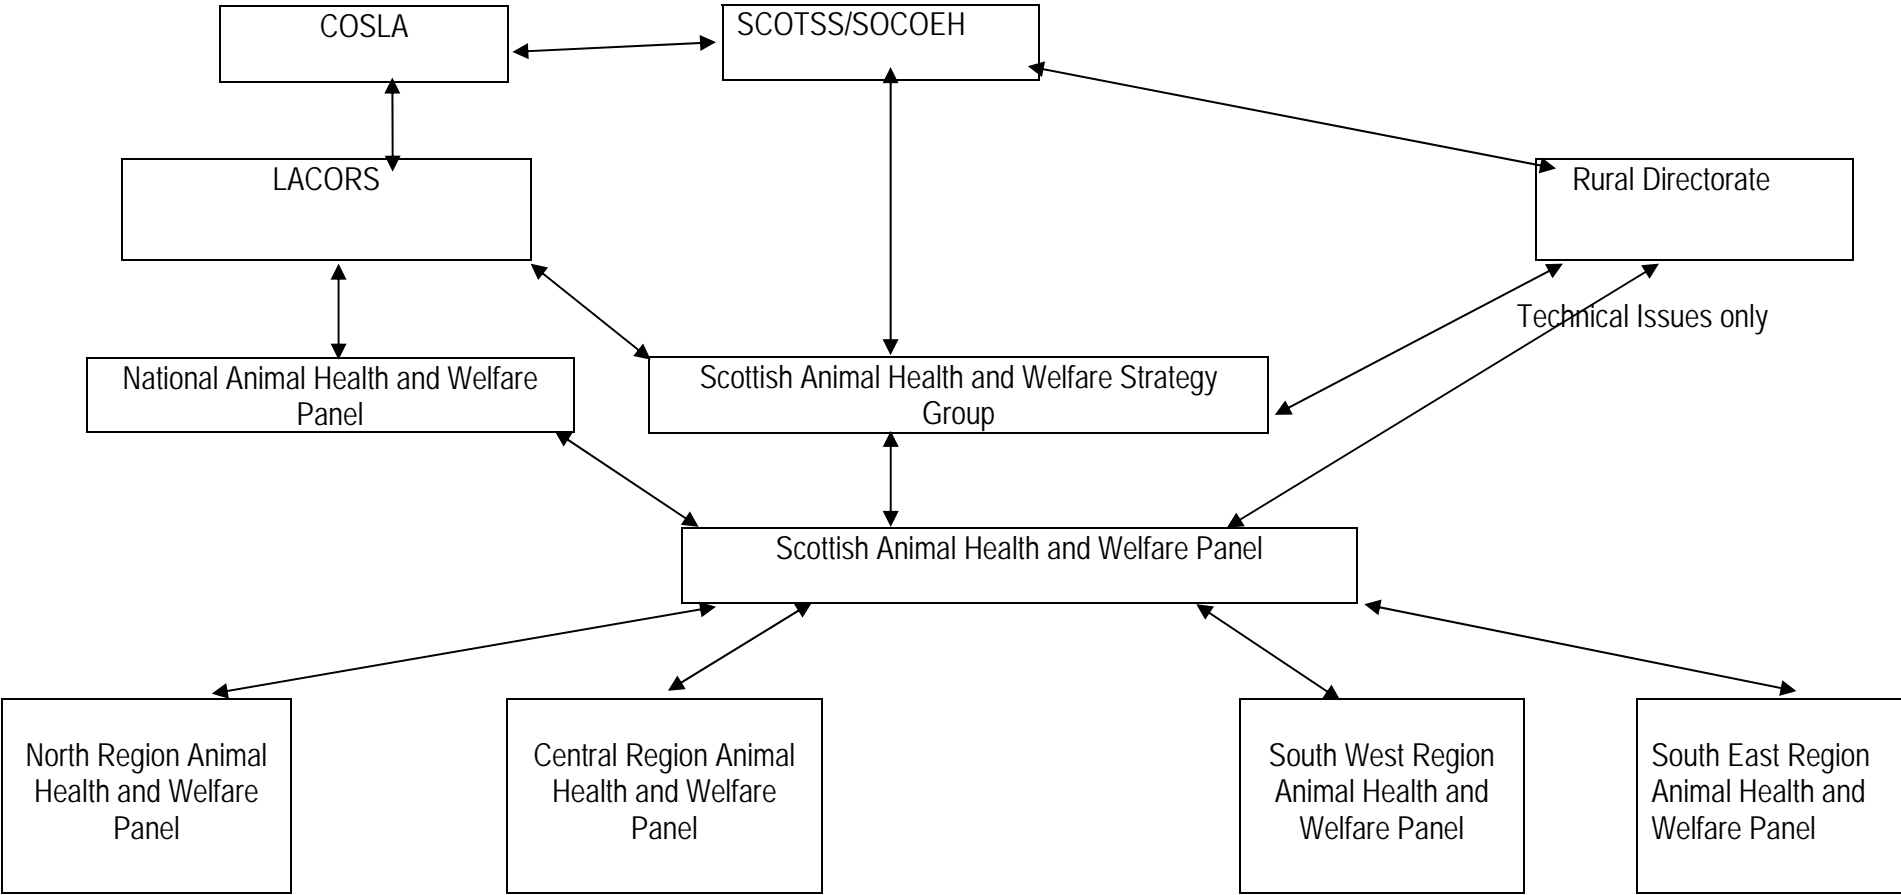 COSLA
SCOTSS/SOCOEH
LACORS
Rural Directorate
Technical Issues only
National Animal Health and Welfare
Panel
Scottish Animal Health and Welfare Strategy
Group
Scottish Animal Health and Welfare Panel
North Region Animal
Health and Welfare
Panel
Central Region Animal
Health and Welfare
Panel
South West Region
Animal Health and
Welfare Panel
South East Region
Animal Health and
Welfare Panel